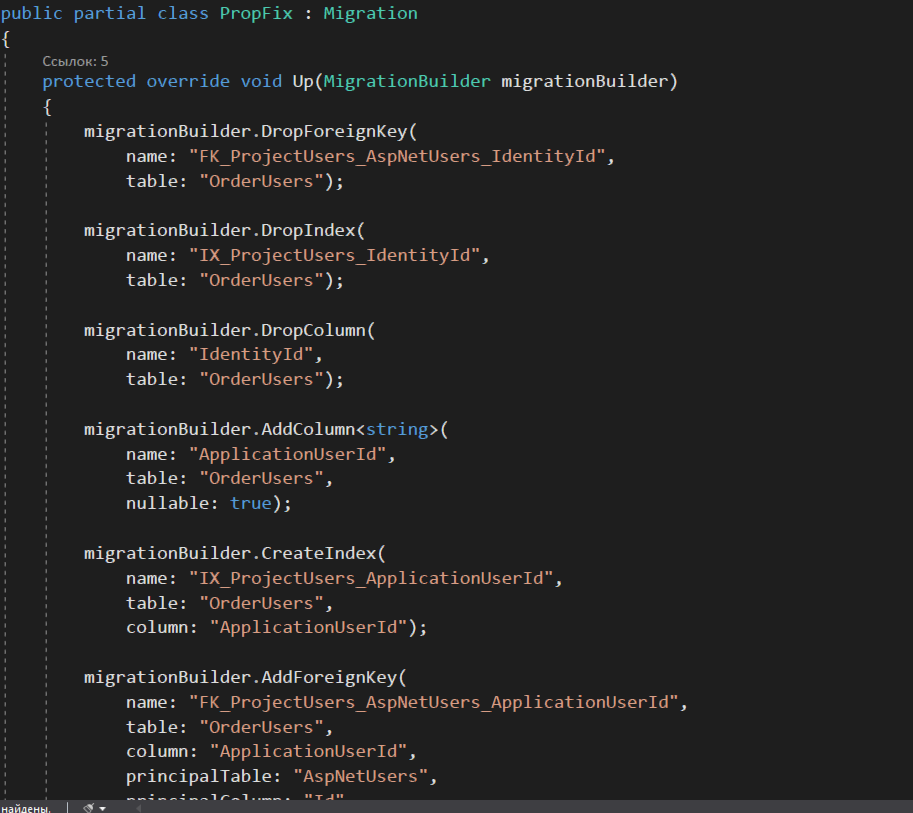 public partial class PropFix : Migration
{
Ссылок: 5
protected override void Up(MigrationBuilder migrationBuilder)
{
migrationBuilder.DropForeignKey(
name: "FK_ProjectUsers_AspNetUsers_IdentityId",
table: "OrderUsers");
migrationBuilder.DropIndex(
name: "IX_ProjectUsers_IdentityId",
table: "OrderUsers");
migrationBuilder.DropColumn(
name: "IdentityId",
table: "OrderUsers");
migrationBuilder.AddColumn<string>(
name: "ApplicationUserId",
table: "OrderUsers",
nullable: true);
migrationBuilder.CreateIndex(
name: "IX_ProjectUsers_ApplicationUserId",
table: "OrderUsers",
column: "ApplicationUserId");
migrationBuilder.AddForeignKey(
name: "FK_ProjectUsers_AspNetUsers_ApplicationUserId",
table: "OrderUsers",
column: "ApplicationUserId",
principalTable: "AspNetUsers",
principalColumn: "Id"
найдены.